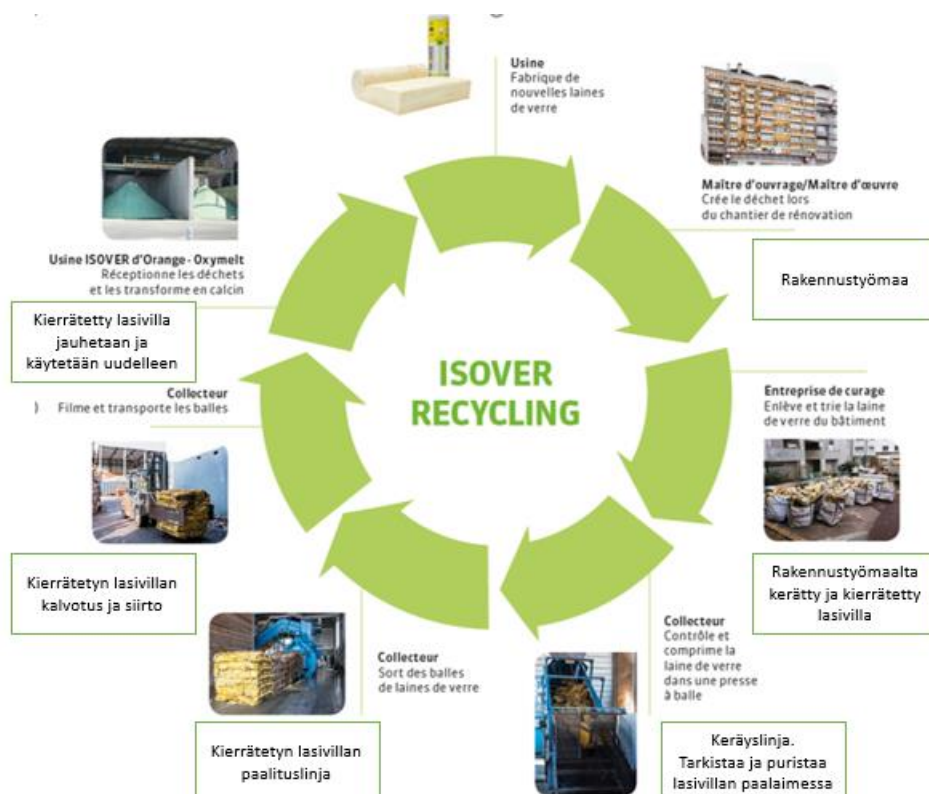 Usine
Fabrique de
nouvelles laines
de verre
Maître d'ouvrage/Maître d'œuvre
Crée le déchet lors
du chantier de rénovation
Rakennustyömaa
Usine ISOVER d'Orange - Oxymelt
Réceptionne les déchets
et les transforme en calcin
Kierrätetty lasivilla
jauhetaan ja
käytetään uudelleen
ISOVER
RECYCLING
Entreprise de curage
Enlève et trie la laine
de verre du bâtiment
Collecteur
) Filme et transporte les balles
Kierrätetyn lasivillan
kalvotus ja siirto
Rakennustyömaalta
kerätty ja kierrätetty
lasivilla
Collecteur
Contrôle et
comprime la
laine de verre
dans une presse
à balle
Collecteur
Sort des balles
de laines de verre
Kierrätetyn lasivillan
paalituslinja
Keräyslinja.
Tarkistaa ja puristaa
lasivillan paalaimessa